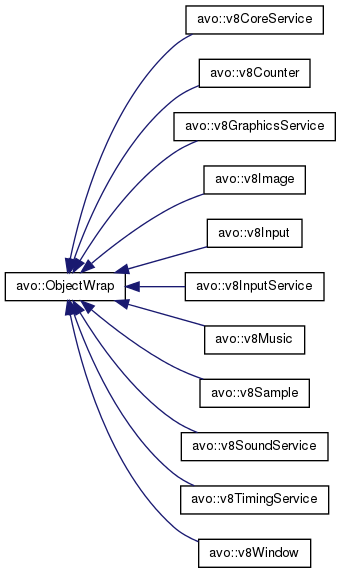 avo::v8CoreService
avo::v8Counter
avo::v8GraphicsService
avo::v8Image
avo::v8Input
avo::ObjectWrap
avo::v8InputService
avo::v8Music
avo::v8Sample
avo::v8SoundService
avo::v8TimingService
avo::v8Window